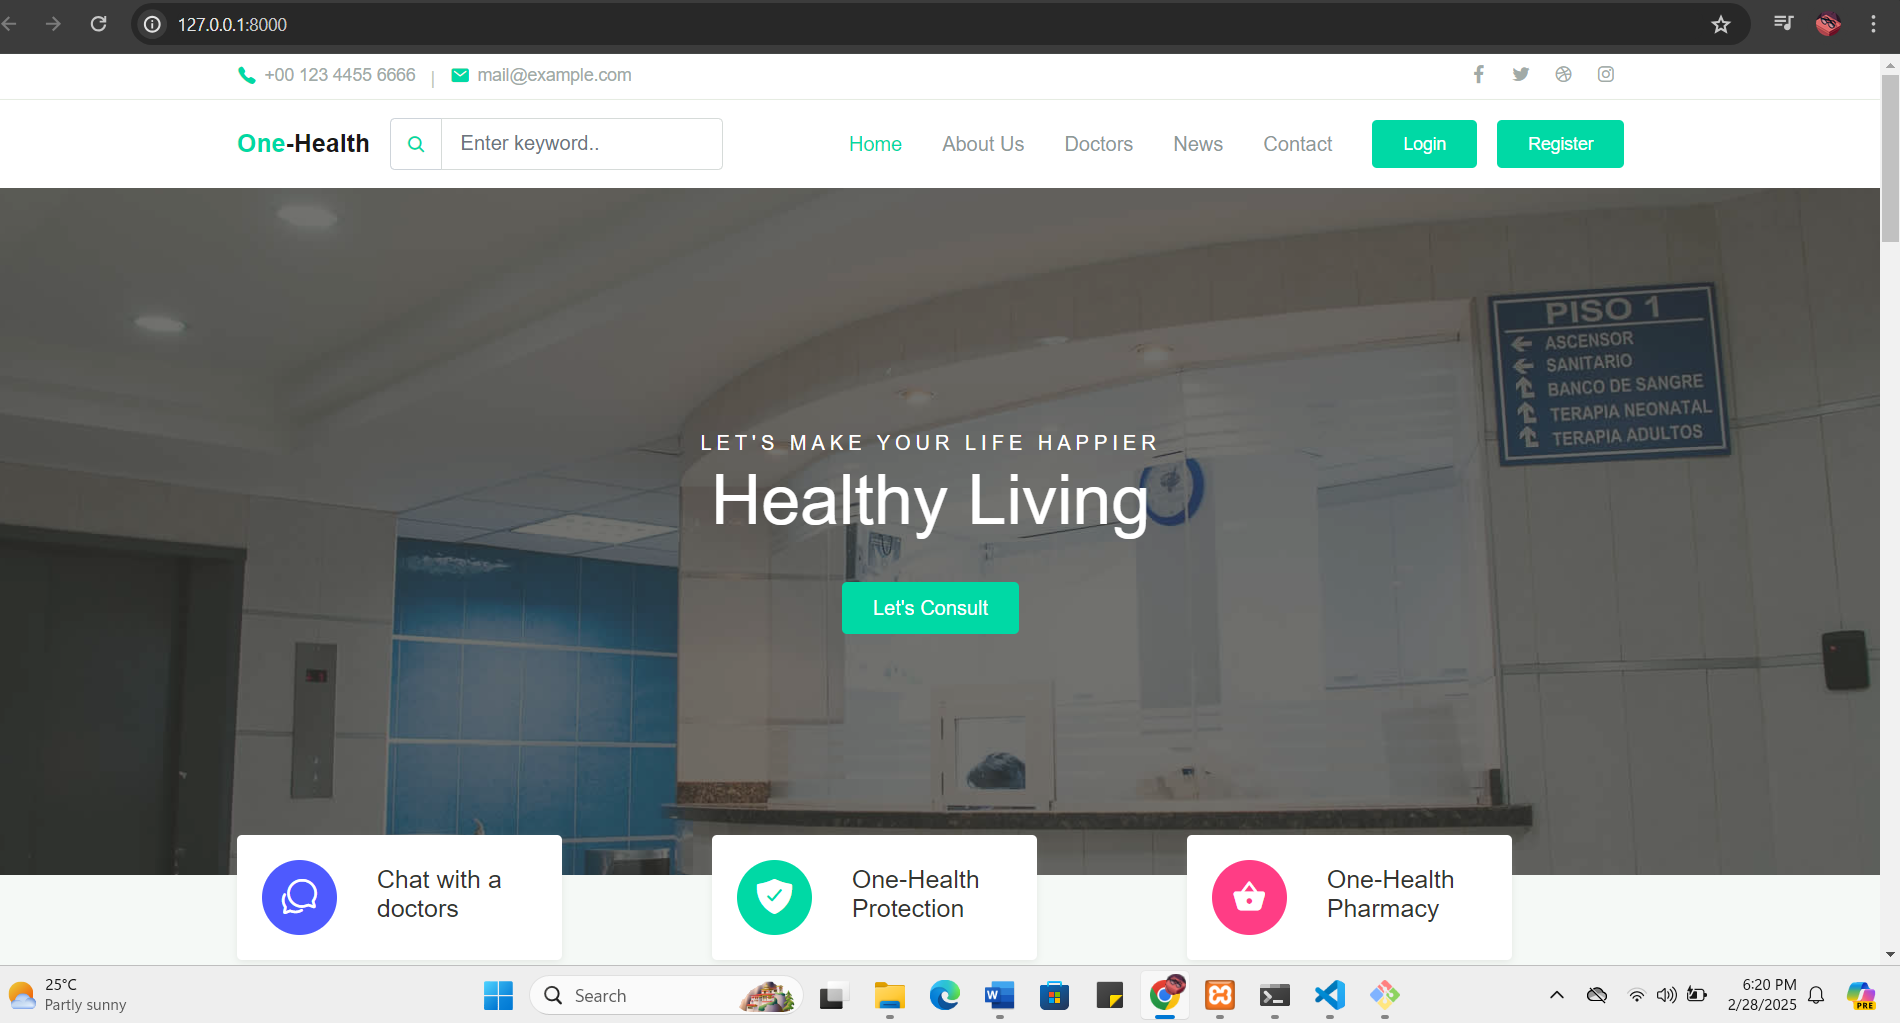 127.0.0.1:8000
+00 123 4455 6666 | mail@example.com
One-Health
Enter keyword..
Home
About Us
Doctors
News
Contact
Login
Register
PISO 1
ASCENSOR
SANITARIO
BANCO DE SANGRE
TERAPIA NEONATAL
TERAPIA ADULTOS
LET'S MAKE YOUR LIFE HAPPIER
Healthy Living
Let's Consult
Chat with a
doctors
One-Health
Protection
One-Health
Pharmacy
25°C
Partly sunny
Search
W
PRE
6:20 PM
2/28/2025